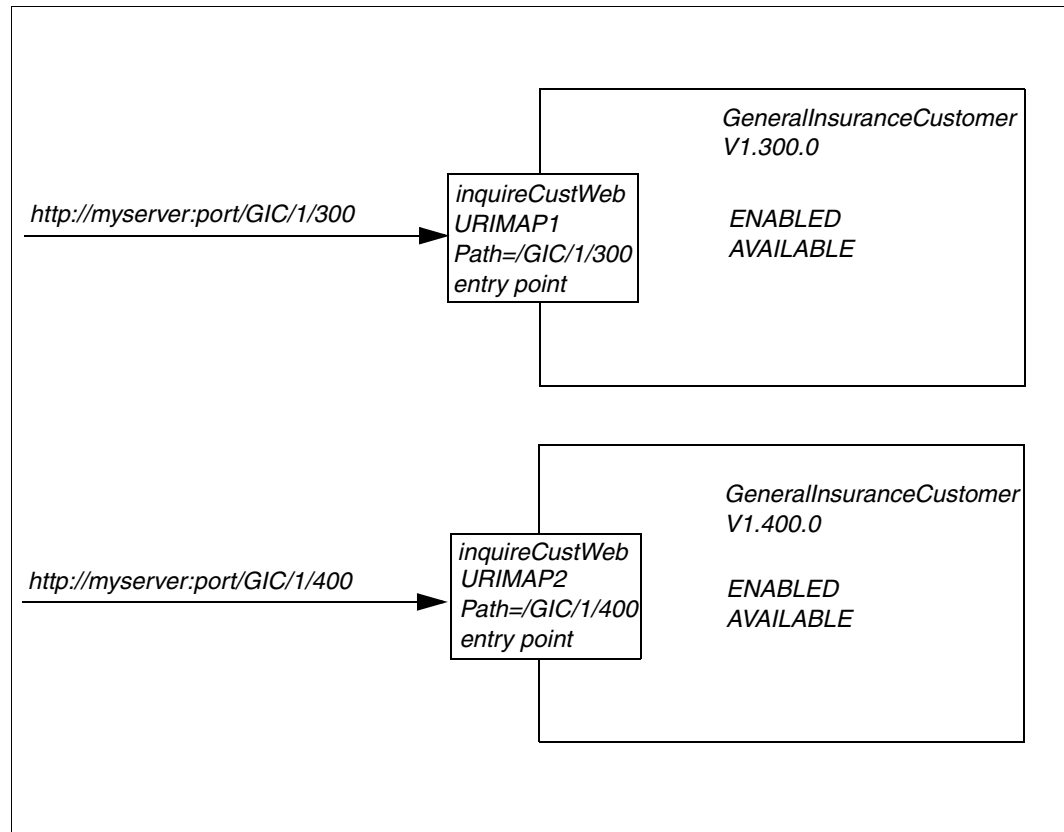 GeneralInsuranceCustomer
V1.300.0
http://myserver:port/GIC/1/300
inquireCustWeb
URIMAP1
Path=/GIC/1/300
entry point
ENABLED
AVAILABLE
GeneralInsuranceCustomer
V1.400.0
http://myserver:port/GIC/1/400
inquireCustWeb
URIMAP2
Path=/GIC/1/400
entry point
ENABLED
AVAILABLE